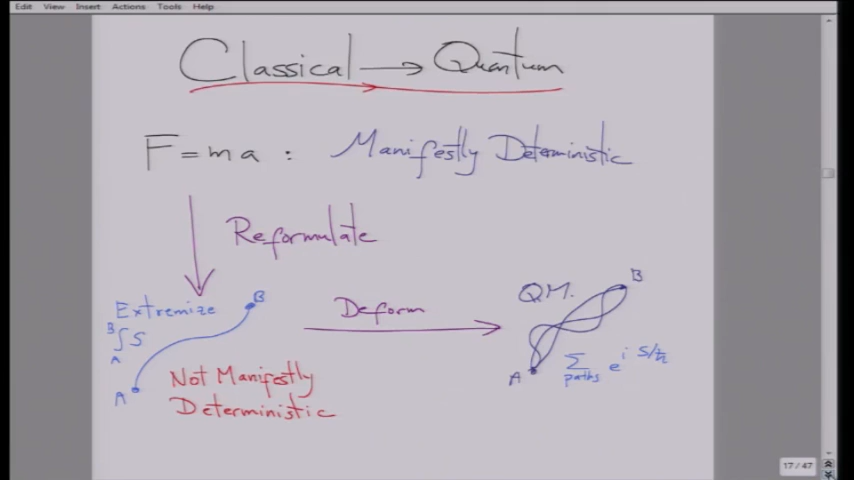 Edit View Insert Actions Tools Help
Classical → Quantum
F = ma : Manifestly Deterministic
Reformulate
Extremize
B
∫ S
A
A
B
Not Manifestly
Deterministic
Deform
QM.
B
A
∑ e^{i S/ħ}
paths
17 / 47